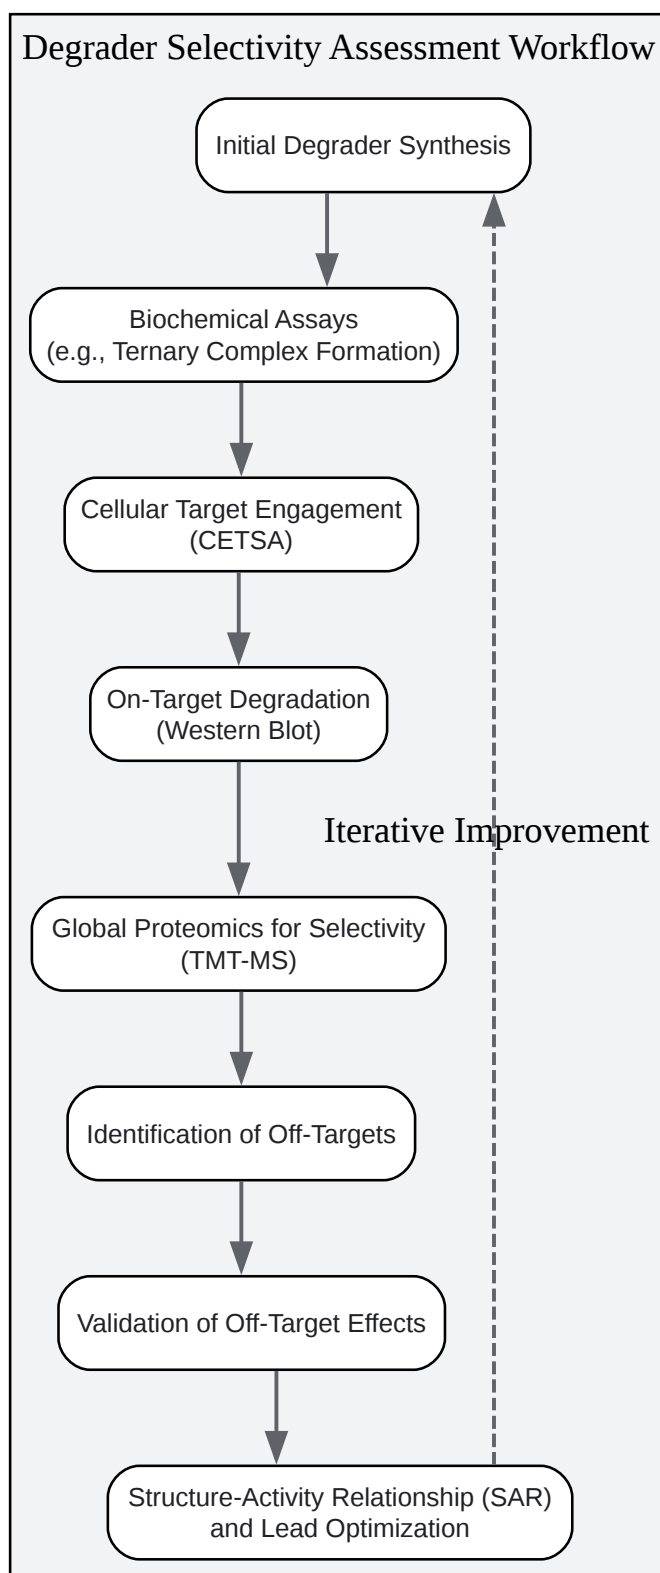 Degrader Selectivity Assessment Workflow
Initial Degrader Synthesis
Biochemical Assays
(e.g., Ternary Complex Formation)
Cellular Target Engagement
(CETSA)
On-Target Degradation
(Western Blot)
Iterative Improvement
Global Proteomics for Selectivity
(TMT-MS)
Identification of Off-Targets
Validation of Off-Target Effects
Structure-Activity Relationship (SAR)
and Lead Optimization